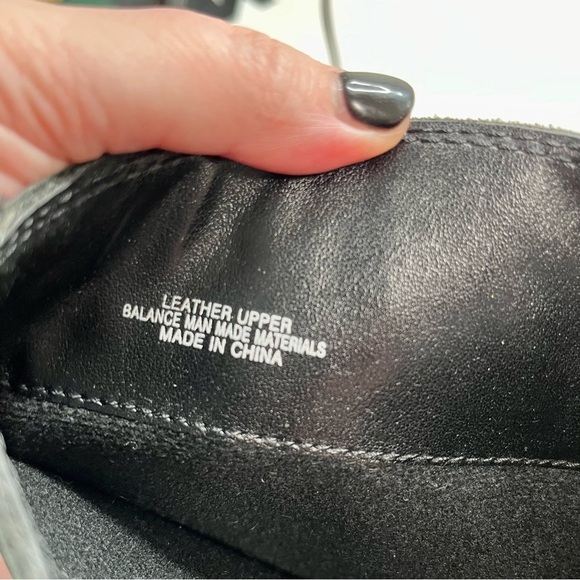 LEATHER UPPER
BALANCE MAN MADE MATERIALS
MADE IN CHINA